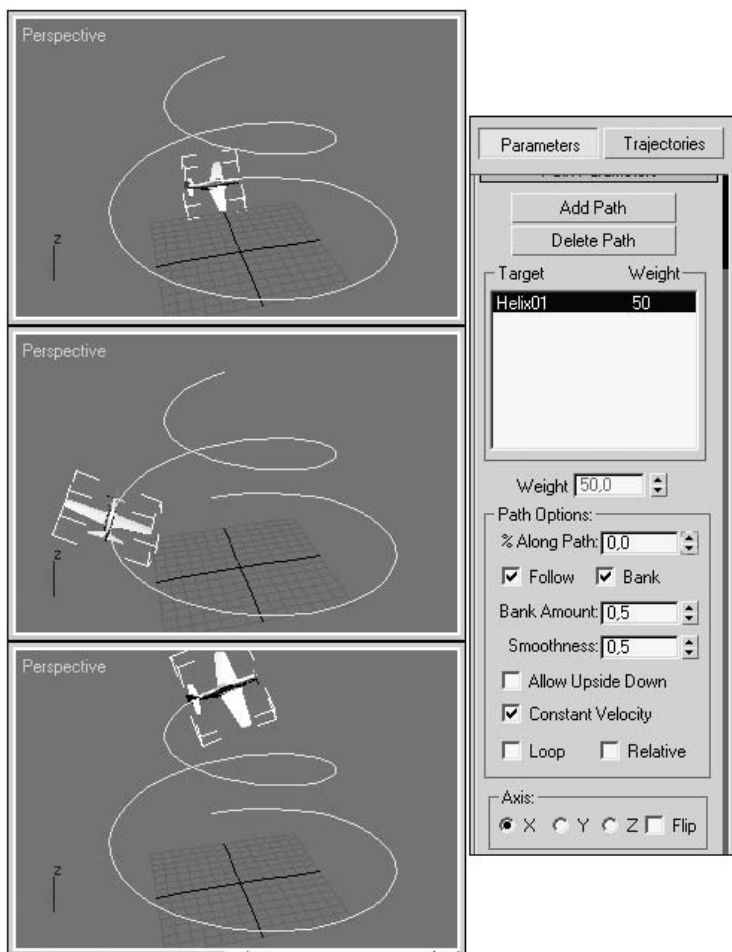 Perspective
z
Perspective
z
Perspective
z
Parameters Trajectories
Add Path
Delete Path
Target Weight
Helix01 50
Weight 50,0
Path Options:
% Along Path: 0,0
Follow Bank
Bank Amount: 0,5
Smoothness: 0,5
Allow Upside Down
Constant Velocity
Loop Relative
Axis:
X Y Z Flip